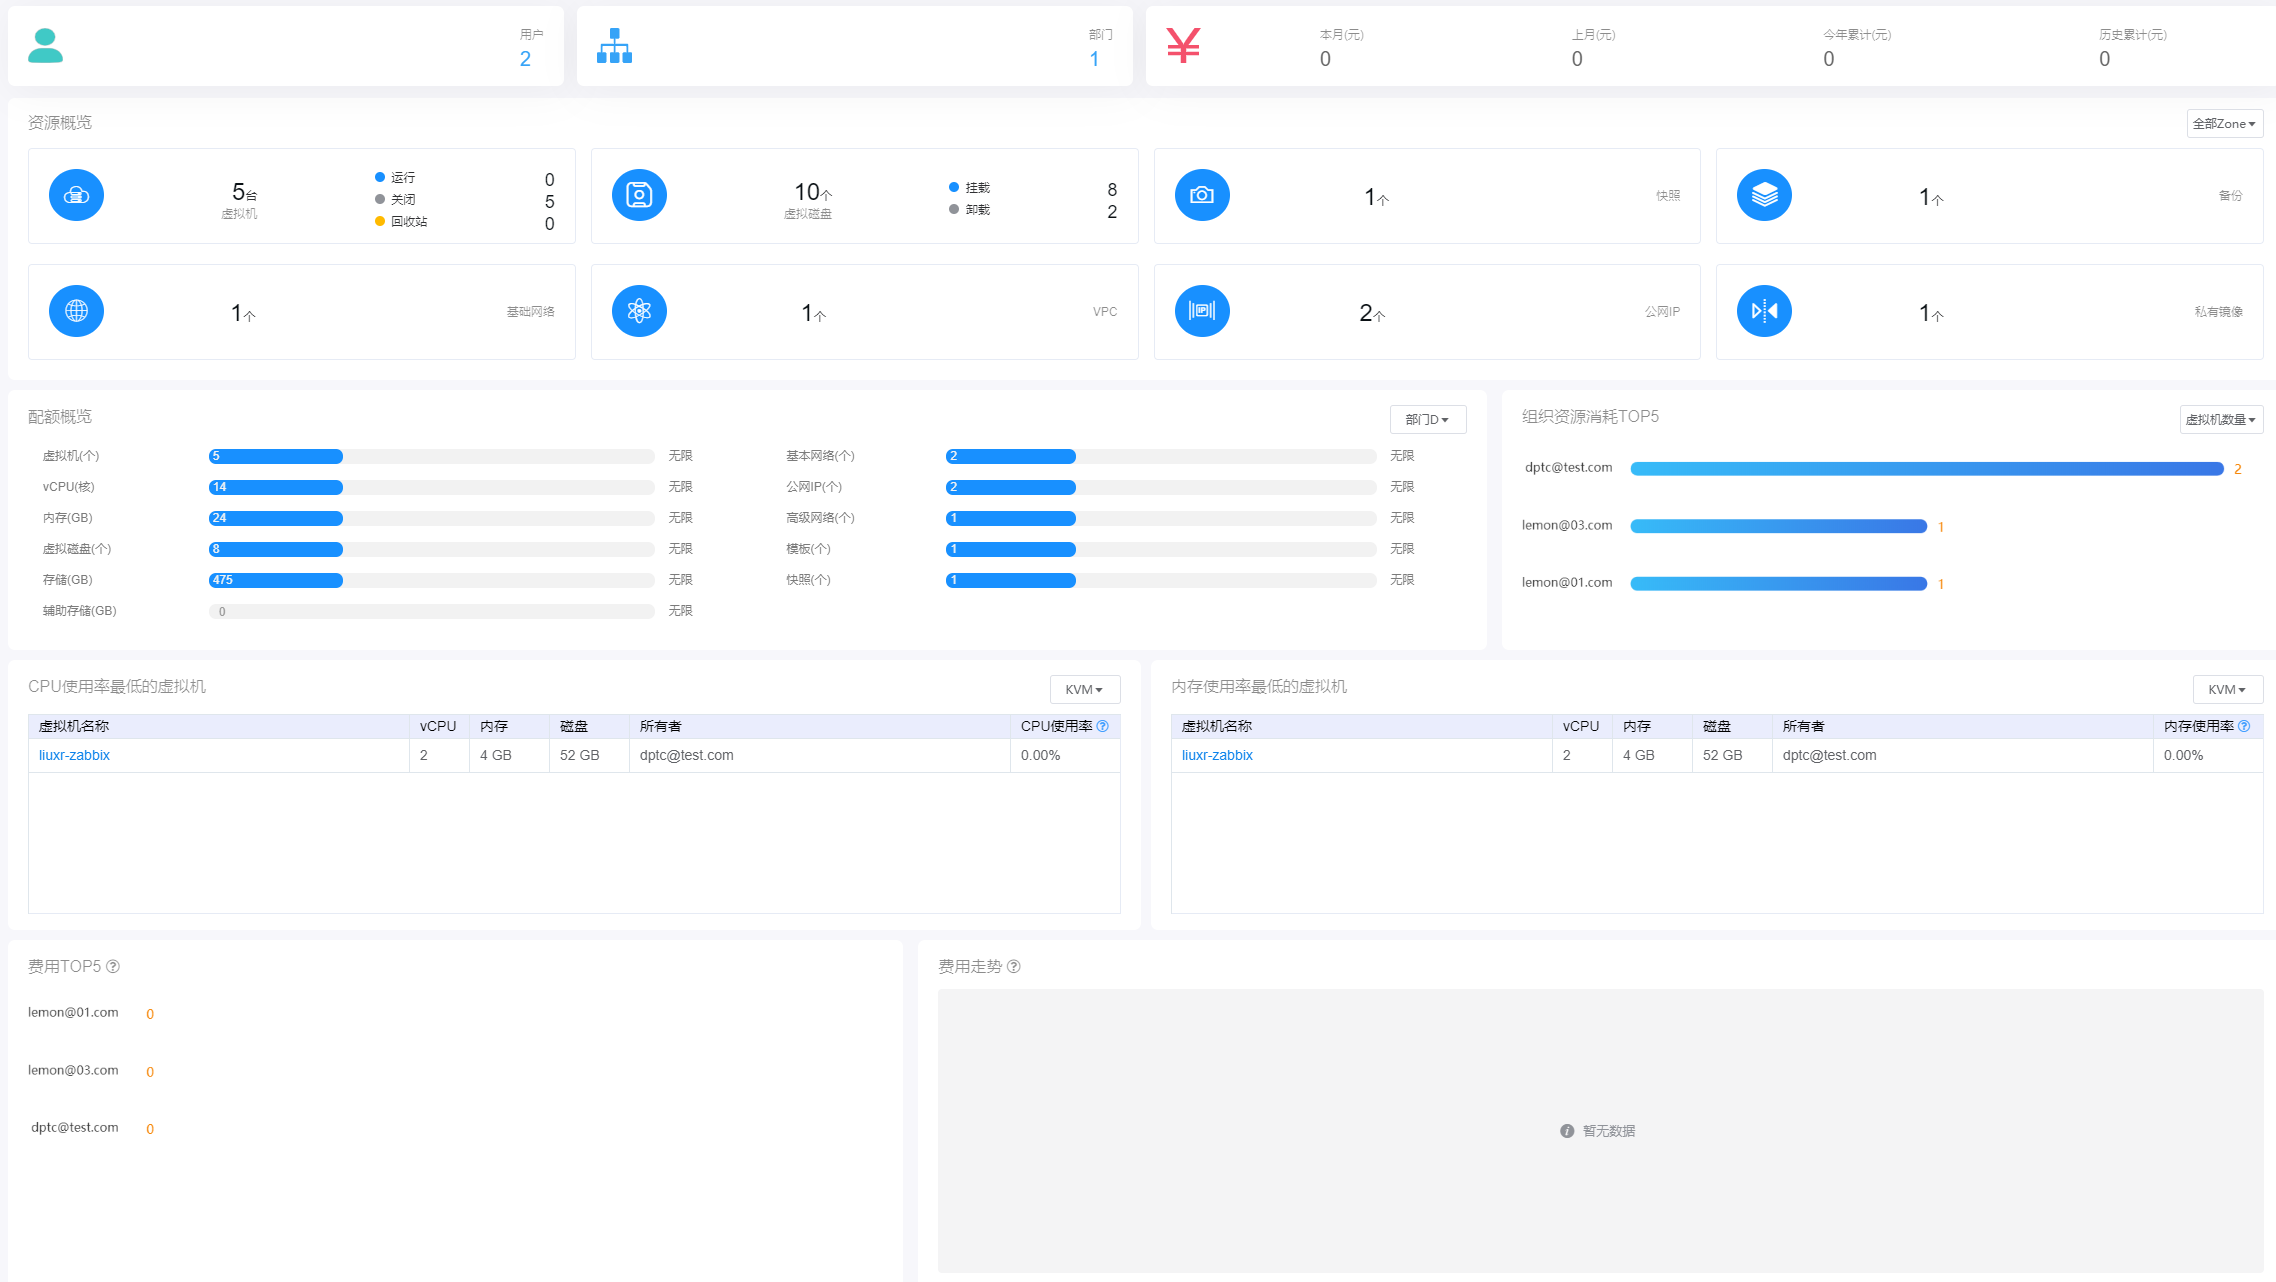 用户
2
部门
1
本月(元)
0
上月(元)
0
今年累计(元)
0
历史累计(元)
0
资源概览
全部Zone
5台
虚拟机
运行 0
关闭 5
回收站 0
10个
虚拟磁盘
挂载 8
卸载 2
1个
快照
1个
备份
1个
基础网络
1个
VPC
IP
2个
公网IP
1个
私有镜像
配额概览
部门D
虚拟机(个) 5 无限
vCPU(核) 14 无限
内存(GB) 24 无限
虚拟磁盘(个) 8 无限
存储(GB) 475 无限
辅助存储(GB) 0 无限
基本网络(个) 2 无限
公网IP(个) 2 无限
高级网络(个) 1 无限
模板(个) 1 无限
快照(个) 1 无限
组织资源消耗TOP5
虚拟机数量
dptc@test.com 2
lemon@03.com 1
lemon@01.com 1
CPU使用率最低的虚拟机
KVM
虚拟机名称 vCPU 内存 磁盘 所有者 CPU使用率
liuxr-zabbix 2 4 GB 52 GB dptc@test.com 0.00%
内存使用率最低的虚拟机
KVM
虚拟机名称 vCPU 内存 磁盘 所有者 内存使用率
liuxr-zabbix 2 4 GB 52 GB dptc@test.com 0.00%
费用TOP5
lemon@01.com 0
lemon@03.com 0
dptc@test.com 0
费用走势
暂无数据